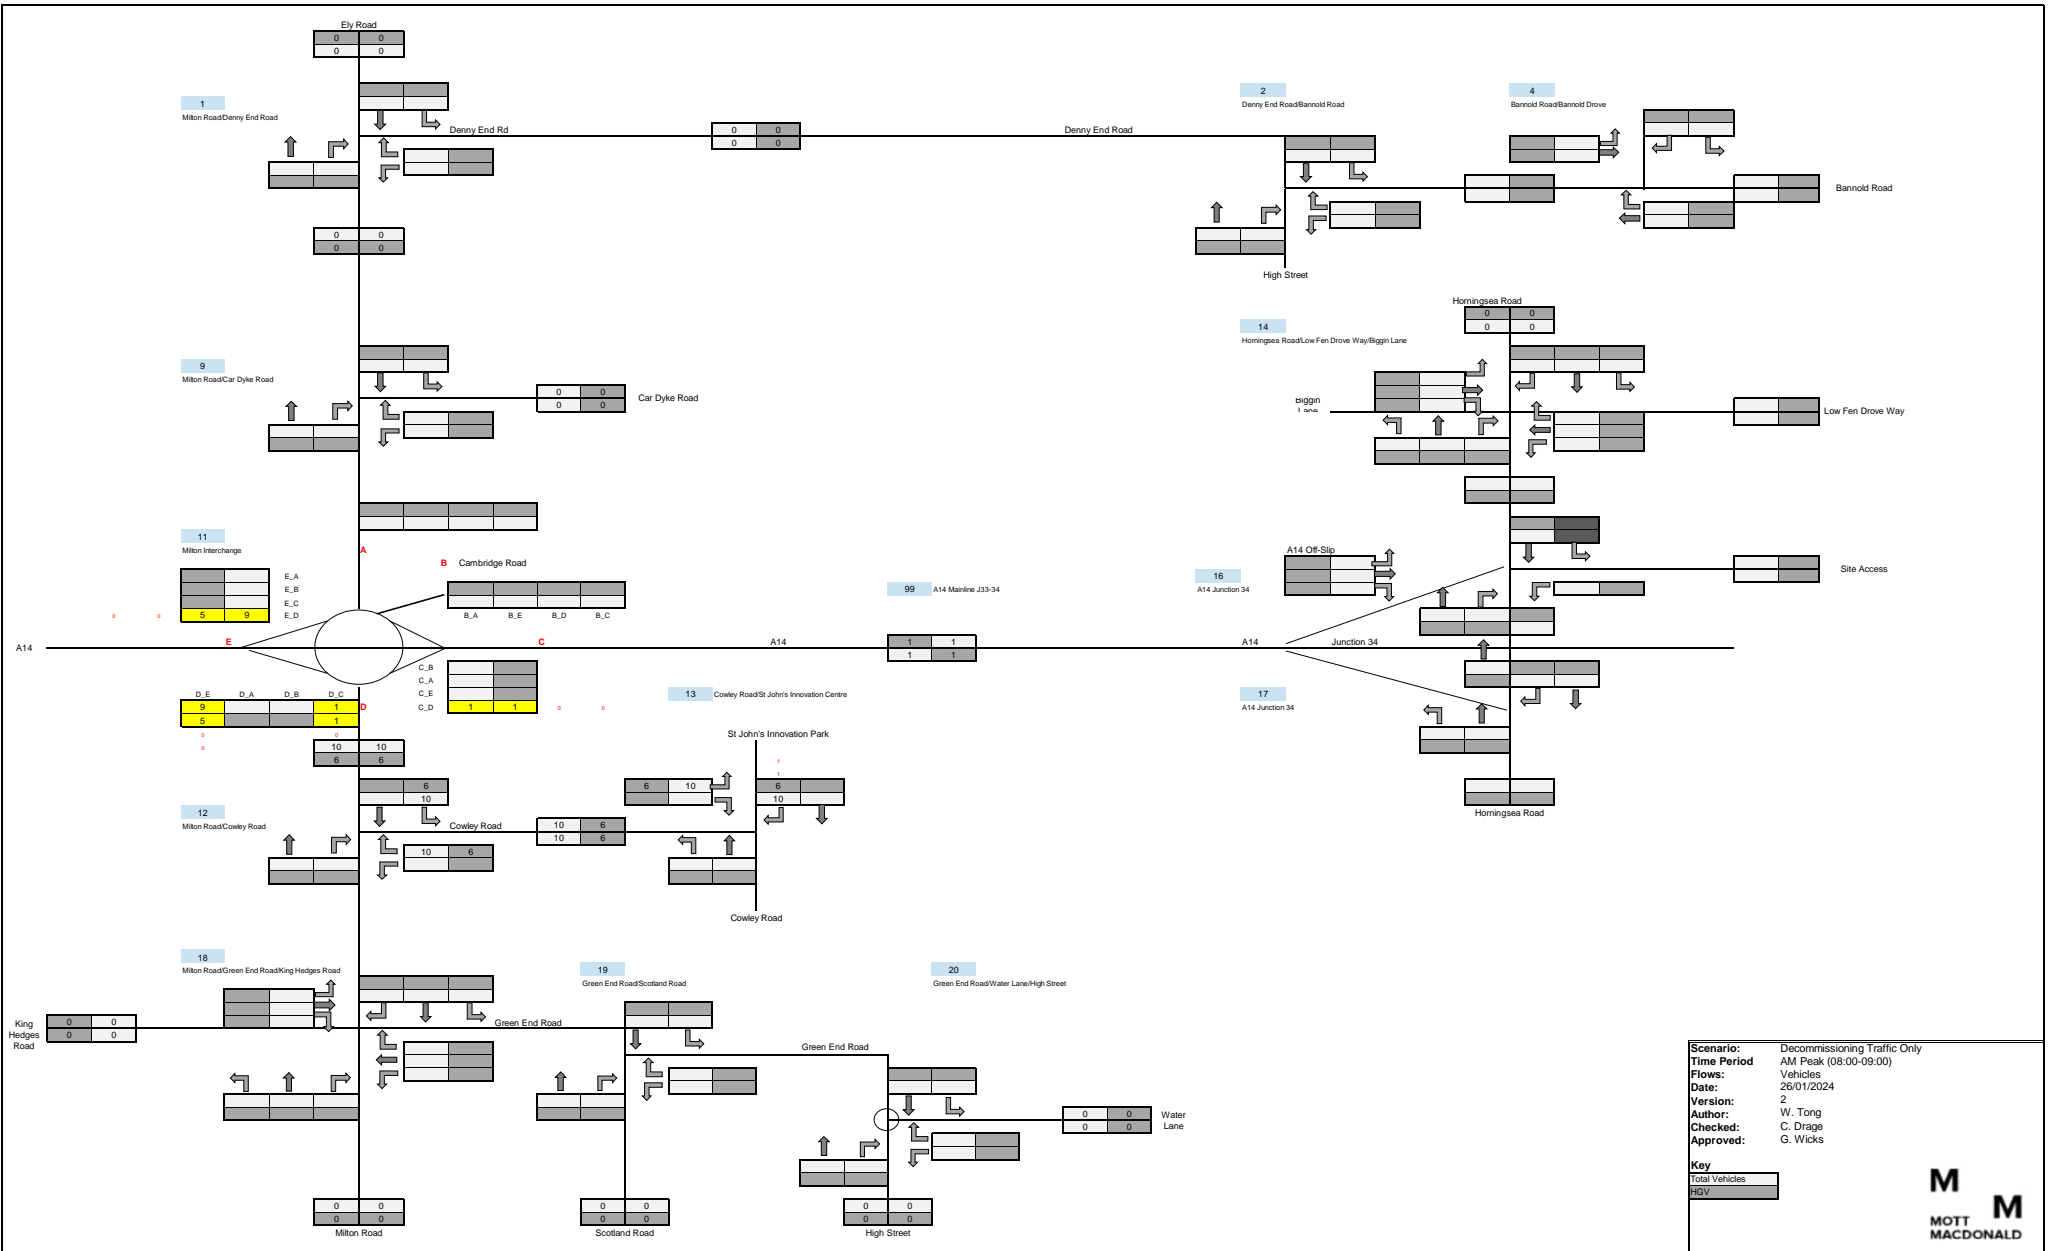 Ely Road
0 0
0 0
1
Milton Road/Denny End Road
Denny End Rd
0 0
0 0
Denny End Road
2
Denny End Road/Bannold Road
4
Bannold Road/Bannold Drove
Bannold Road
High Street
0 0
0 0
9
Milton Road/Car Dyke Road
0 0
0 0
Car Dyke Road
Horningsea Road
0 0
0 0
14
Horningsea Road/Low Fen Drove Way/Biggin Lane
Biggin
Lane
Low Fen Drove Way
11
Milton Interchange
A
B Cambridge Road
E_A
E_B
E_C
5 9 E_D
0 0
B_A B_E B_D B_C
99 A14 Mainline J33-34
16
A14 Junction 34
A14 Off-Slip
Site Access
A14
E
C
A14
1 1
1 1
A14
Junction 34
C_B
C_A
C_E
C_D 1 1
0 0
D_E D_A D_B D_C
9 1 D
5 1
0 0
0
10 10
6 6
13 Cowley Road/St John's Innovation Centre
St John's Innovation Park
17
A14 Junction 34
Horningsea Road
1
1
6
10
6 10
6
10
12
Milton Road/Cowley Road
Cowley Road
10 6
10 6
10 6
Cowley Road
18
Milton Road/Green End Road/King Hedges Road
King
Hedges
Road
0 0
0 0
Green End Road
19
Green End Road/Scotland Road
20
Green End Road/Water Lane/High Street
Green End Road
0 0
0 0
Water
Lane
0 0
0 0
Milton Road
0 0
0 0
Scotland Road
0 0
0 0
High Street
Scenario: Decommissioning Traffic Only
Time Period AM Peak (08:00-09:00)
Flows: Vehicles
Date: 26/01/2024
Version: 2
Author: W. Tong
Checked: C. Drage
Approved: G. Wicks
Key
Total Vehicles
HGV
M
M
MOTT
MACDONALD